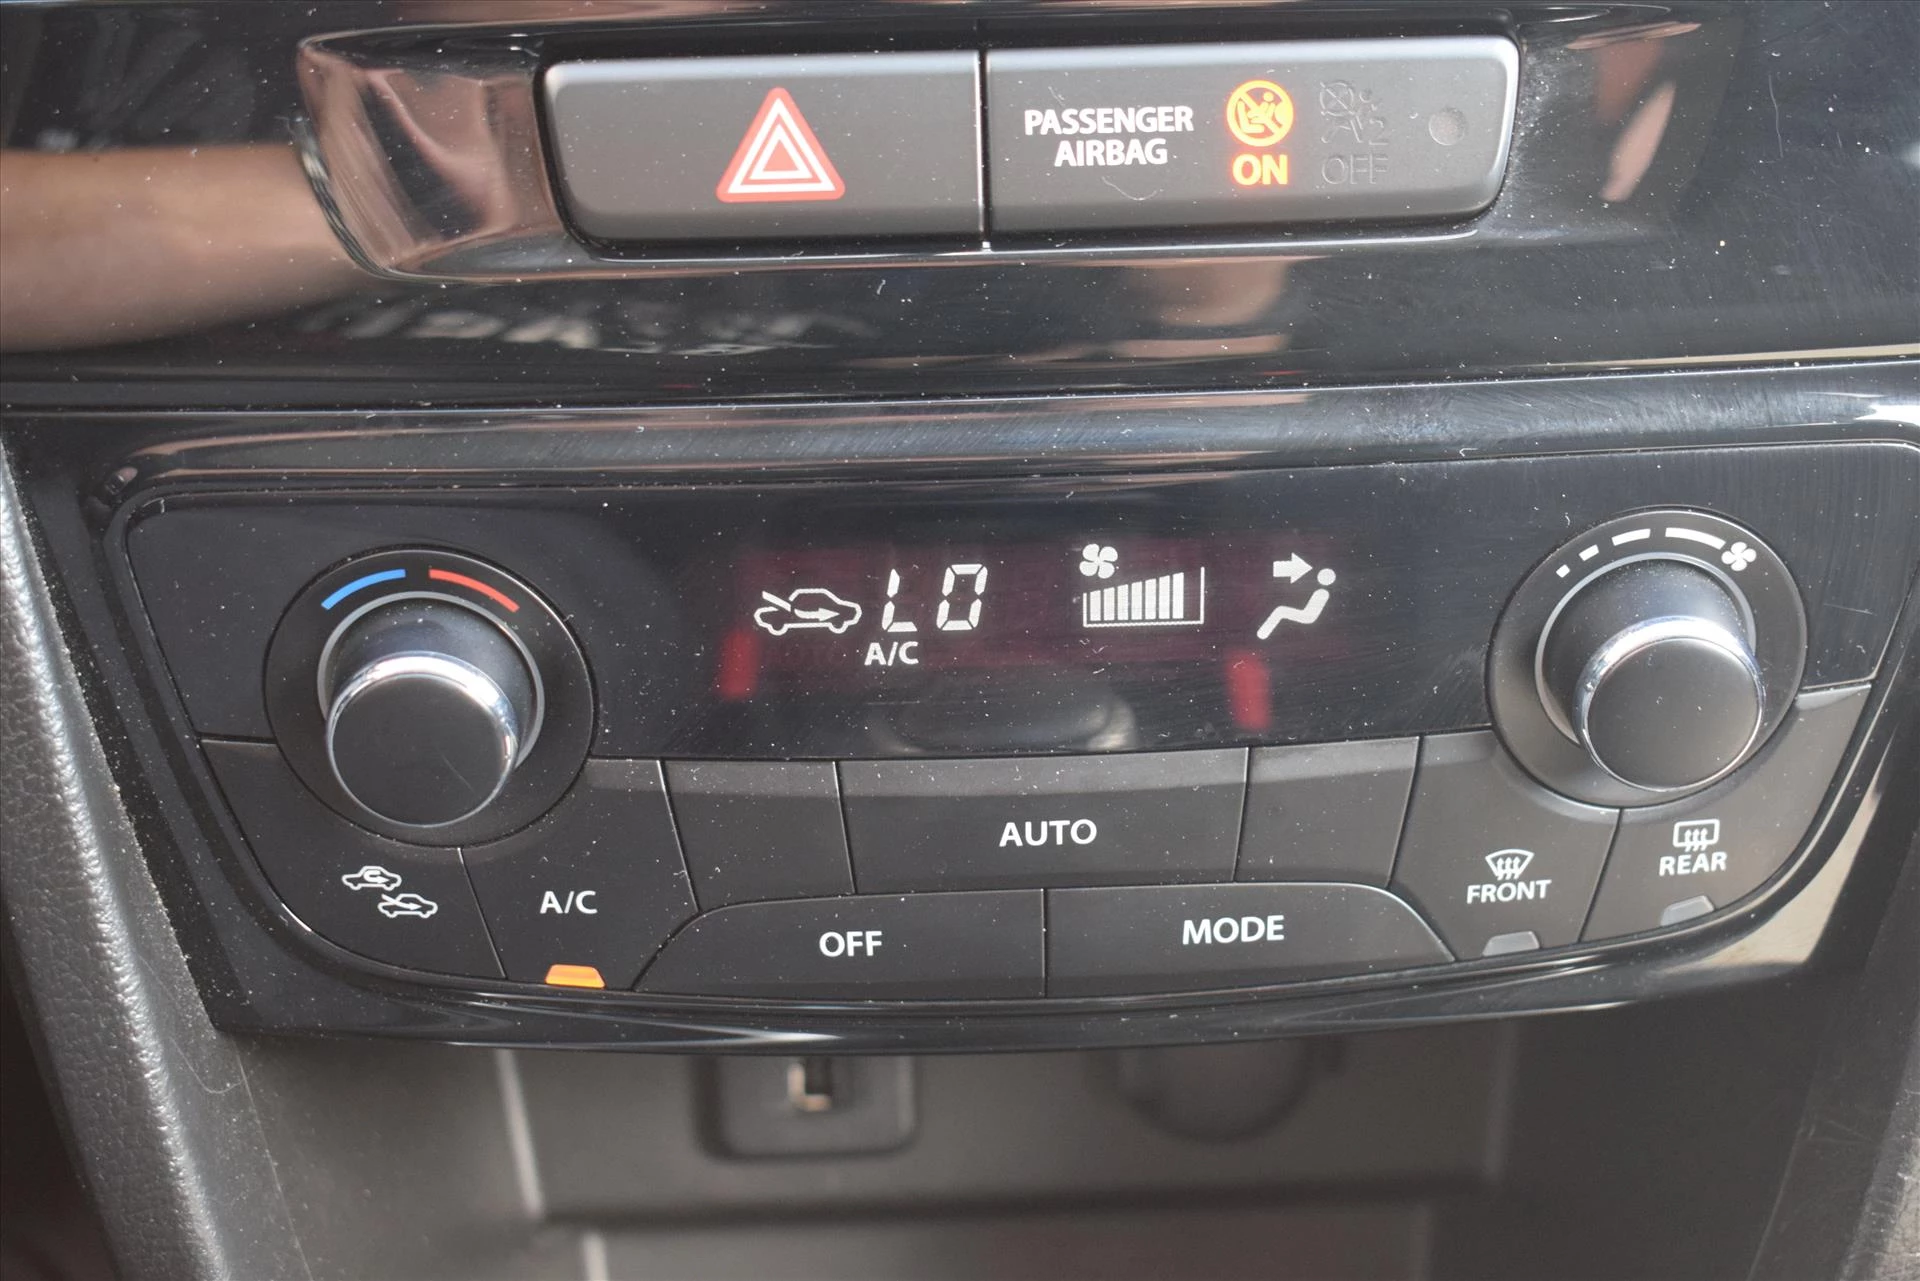 PASSENGER
AIRBAG
ON
OFF
LO
A/C
AUTO
A/C
OFF
MODE
FRONT
REAR